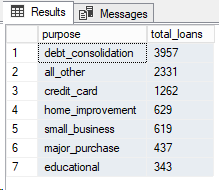 Results Messages
purpose total_loans
1 debt_consolidation 3957
2 all_other 2331
3 credit_card 1262
4 home_improvement 629
5 small_business 619
6 major_purchase 437
7 educational 343